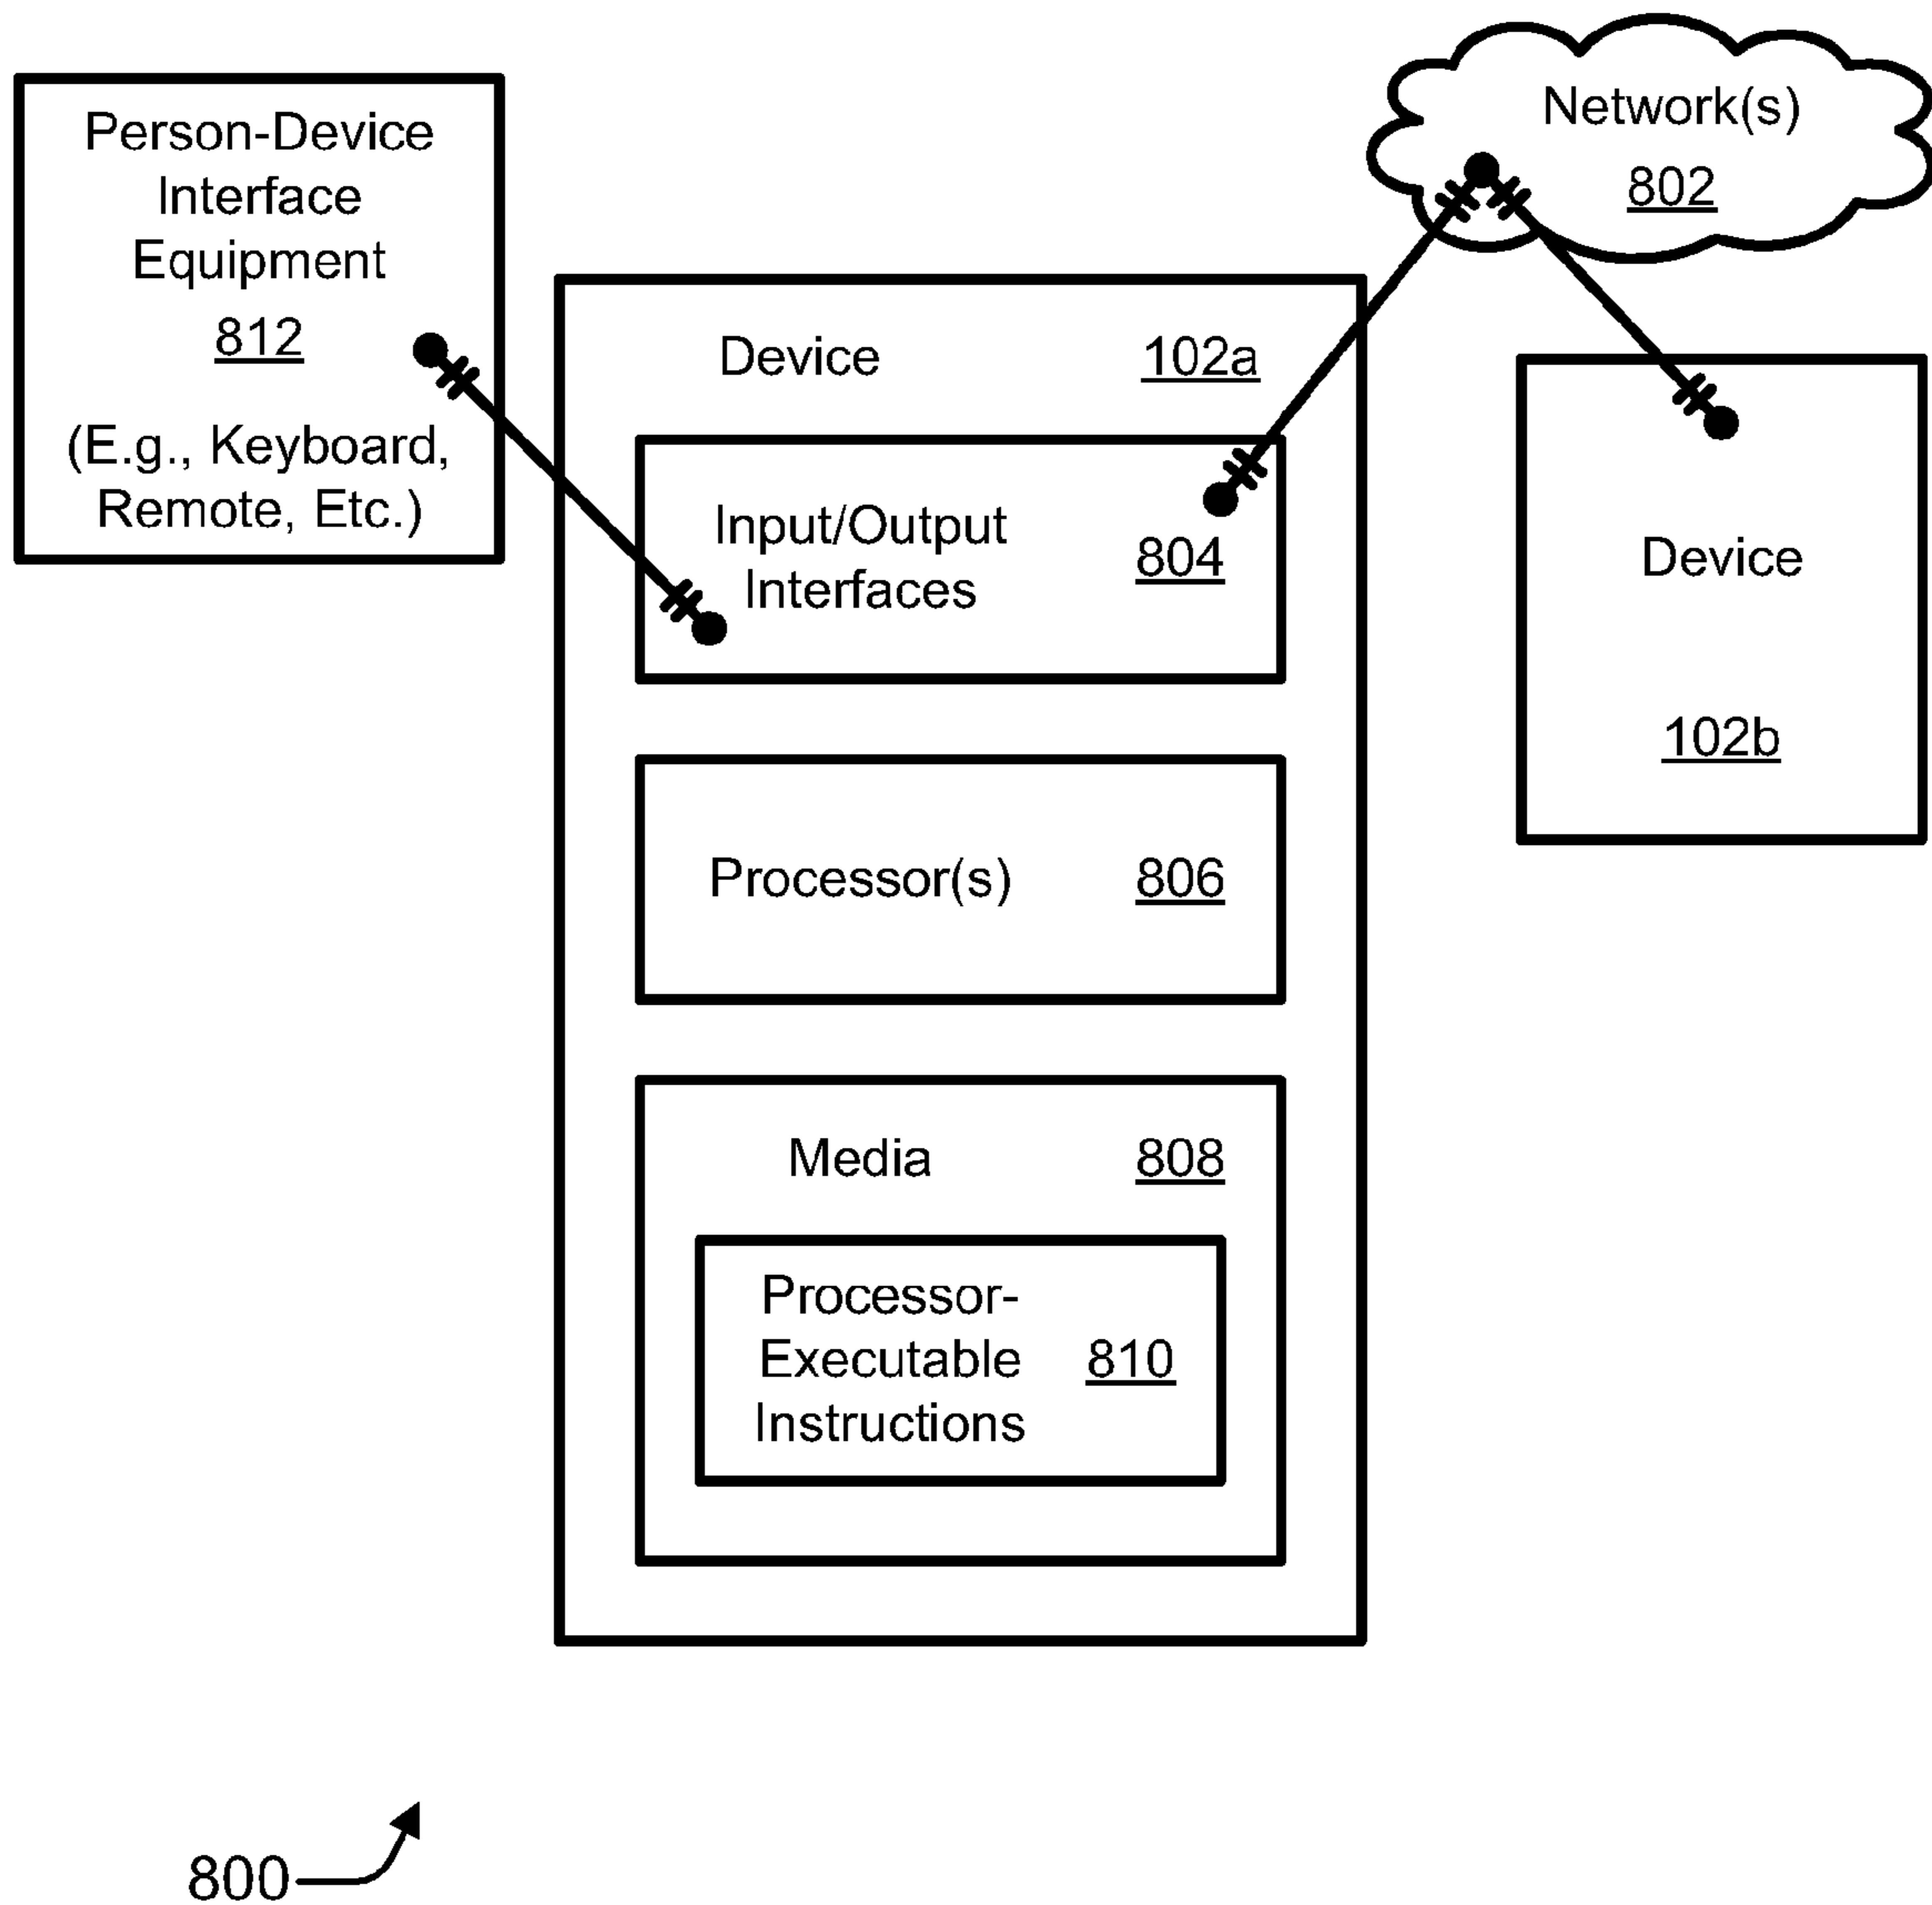 Person-Device
Interface
Equipment
812
(E.g., Keyboard,
Remote, Etc.)
Network(s)
802
Device 102a
Input/Output
Interfaces
804
Device
102b
Processor(s) 806
Media 808
Processor-
Executable 810
Instructions
800